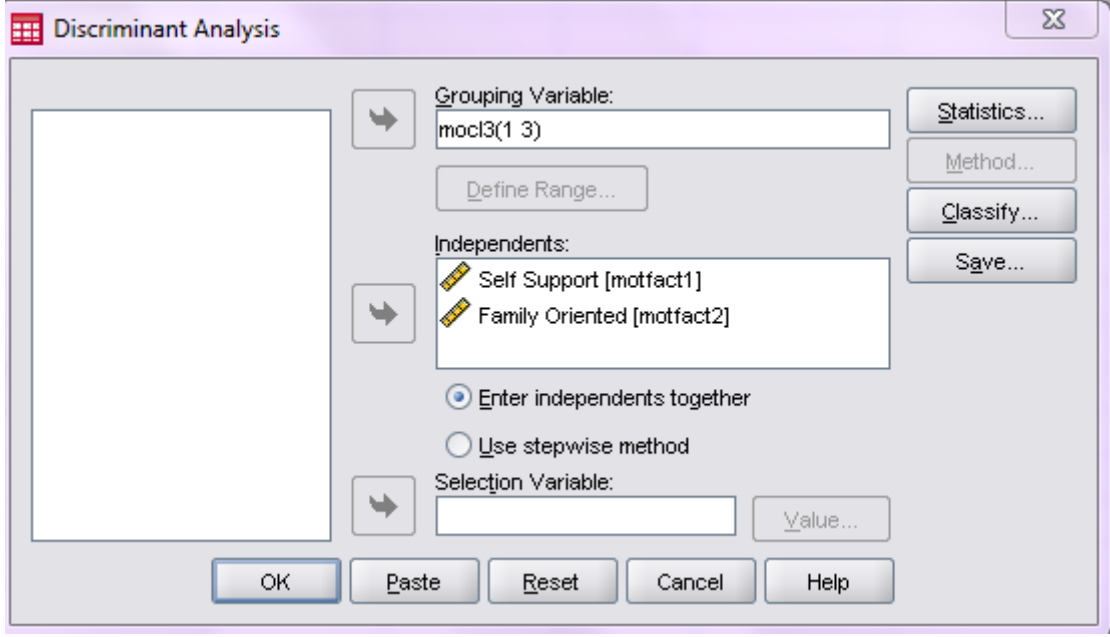 Discriminant Analysis
Grouping Variable:
mocl3(1 3)
Define Range...
Independents:
Self Support [motfact1]
Family Oriented [motfact2]
Enter independents together
Use stepwise method
Selection Variable:
Value...
Statistics...
Method...
Classify...
Save...
OK Paste Reset Cancel Help